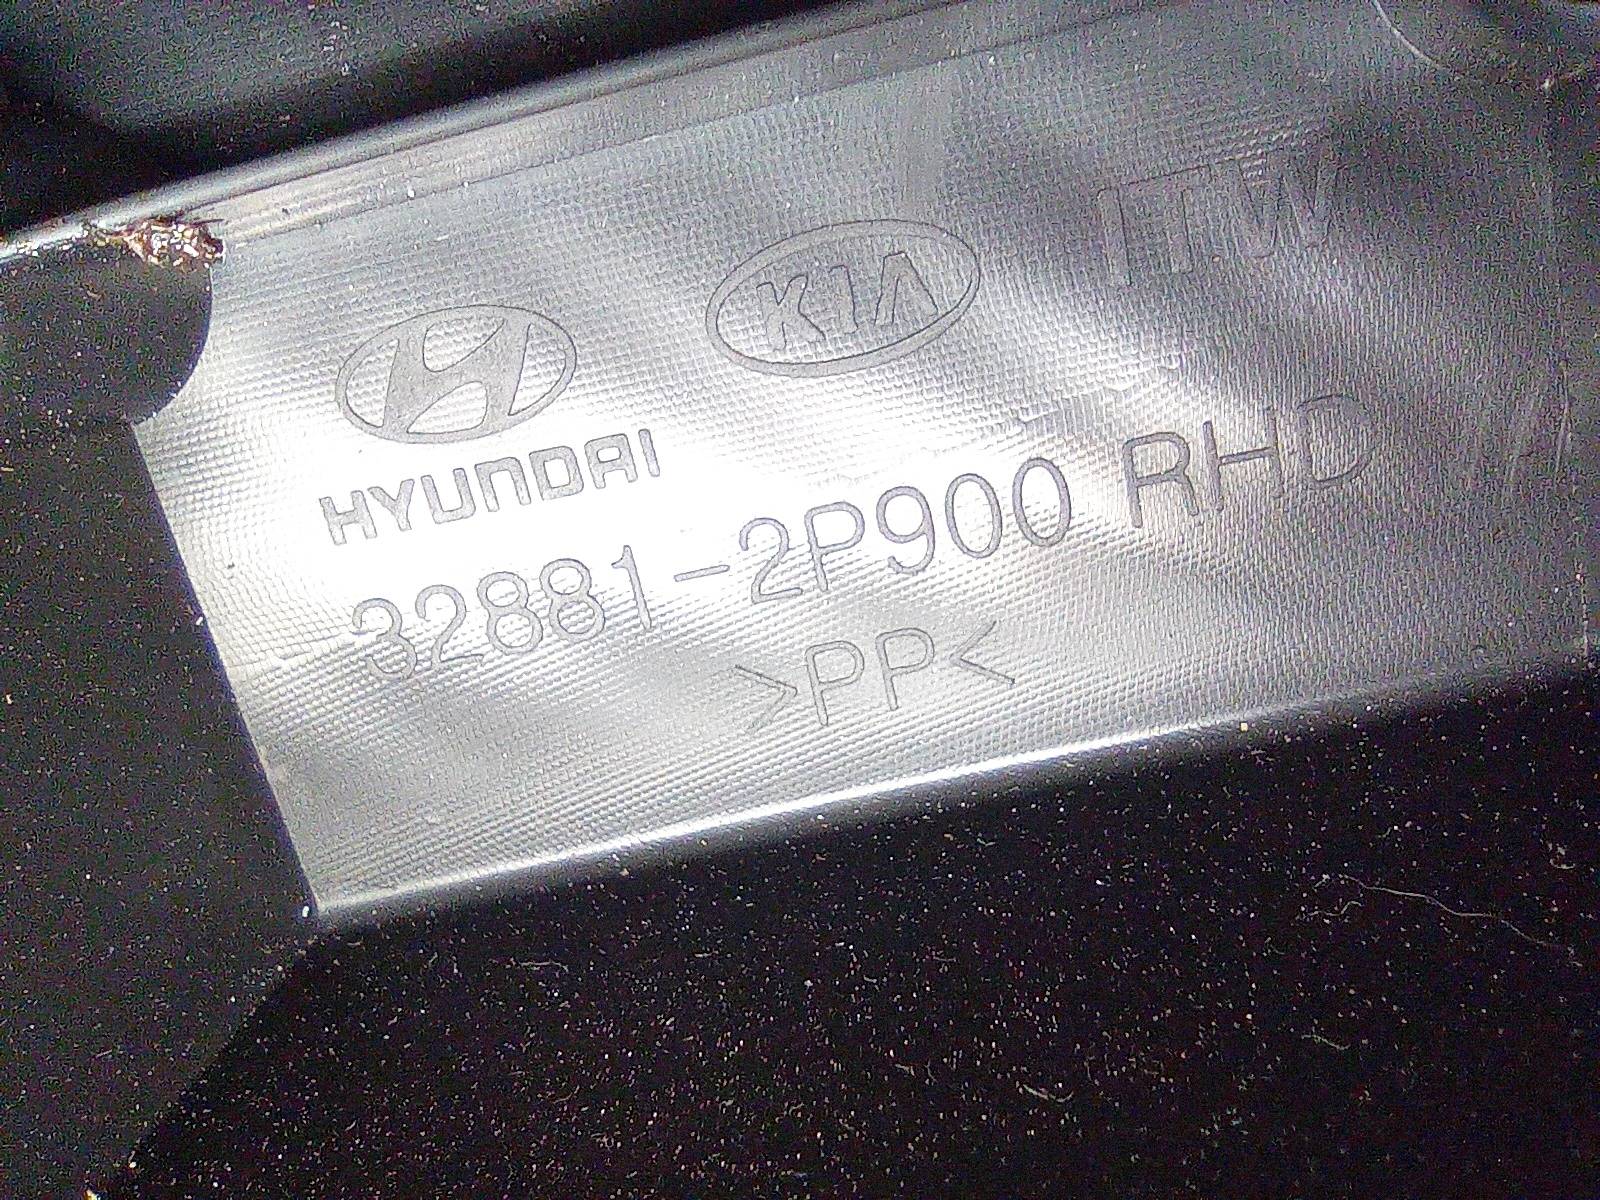 KIA ITW
HYUNDAI
32881-2P900 RHD
>PP<